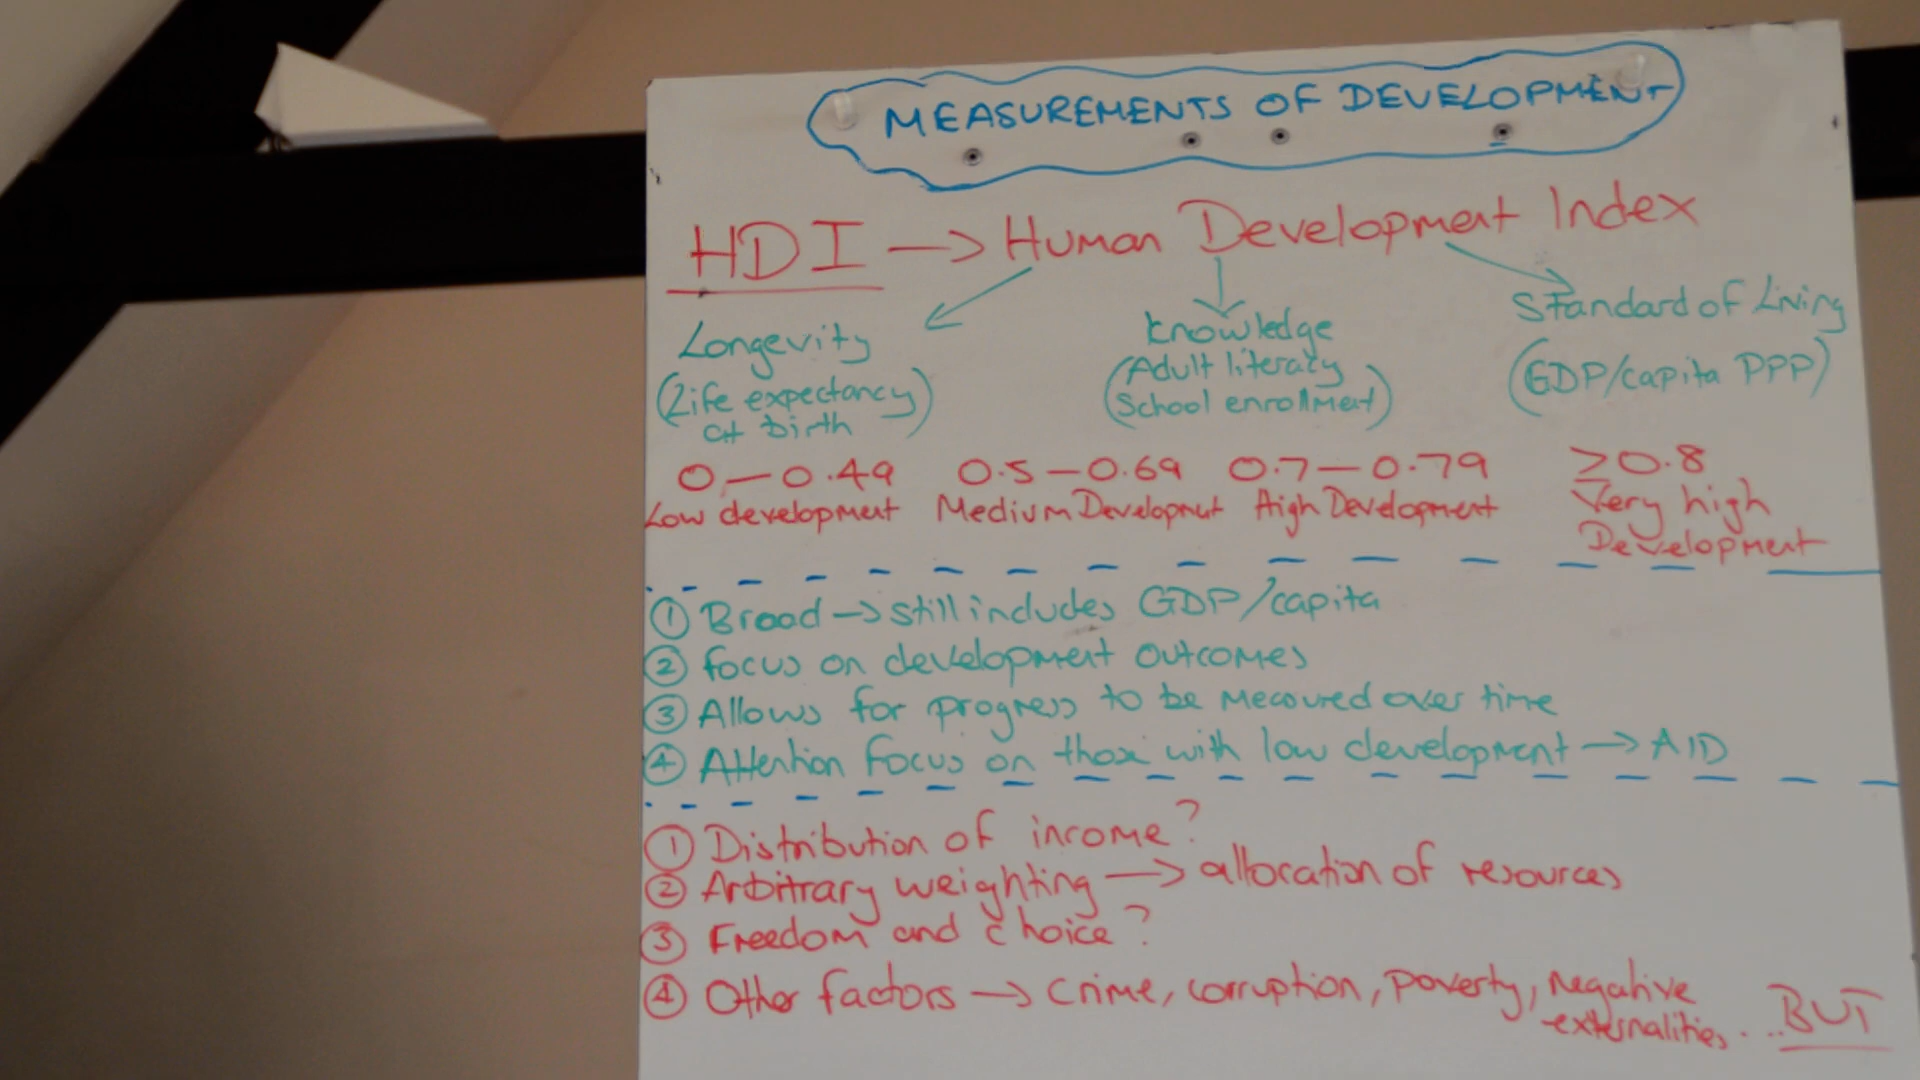 MEASUREMENTS OF DEVELOPMENT
HDI → Human Development Index
Longevity
(Life expectancy
at birth)
Knowledge
(Adult literacy
School enrollment)
Standard of Living
(GDP/capita PPP)
0 – 0.49
Low development
0.5 – 0.69
Medium Developmnt
0.7 – 0.79
High Development
≥0.8
Very high
Development
① Broad → still includes GDP/capita
② Focus on development outcomes
③ Allows for progress to be measured over time
④ Attention focus on those with low development → AID
① Distribution of income?
② Arbitrary weighting → allocation of resources
③ Freedom and choice?
④ Other factors → crime, corruption, poverty, negative
externalities. ... BUT